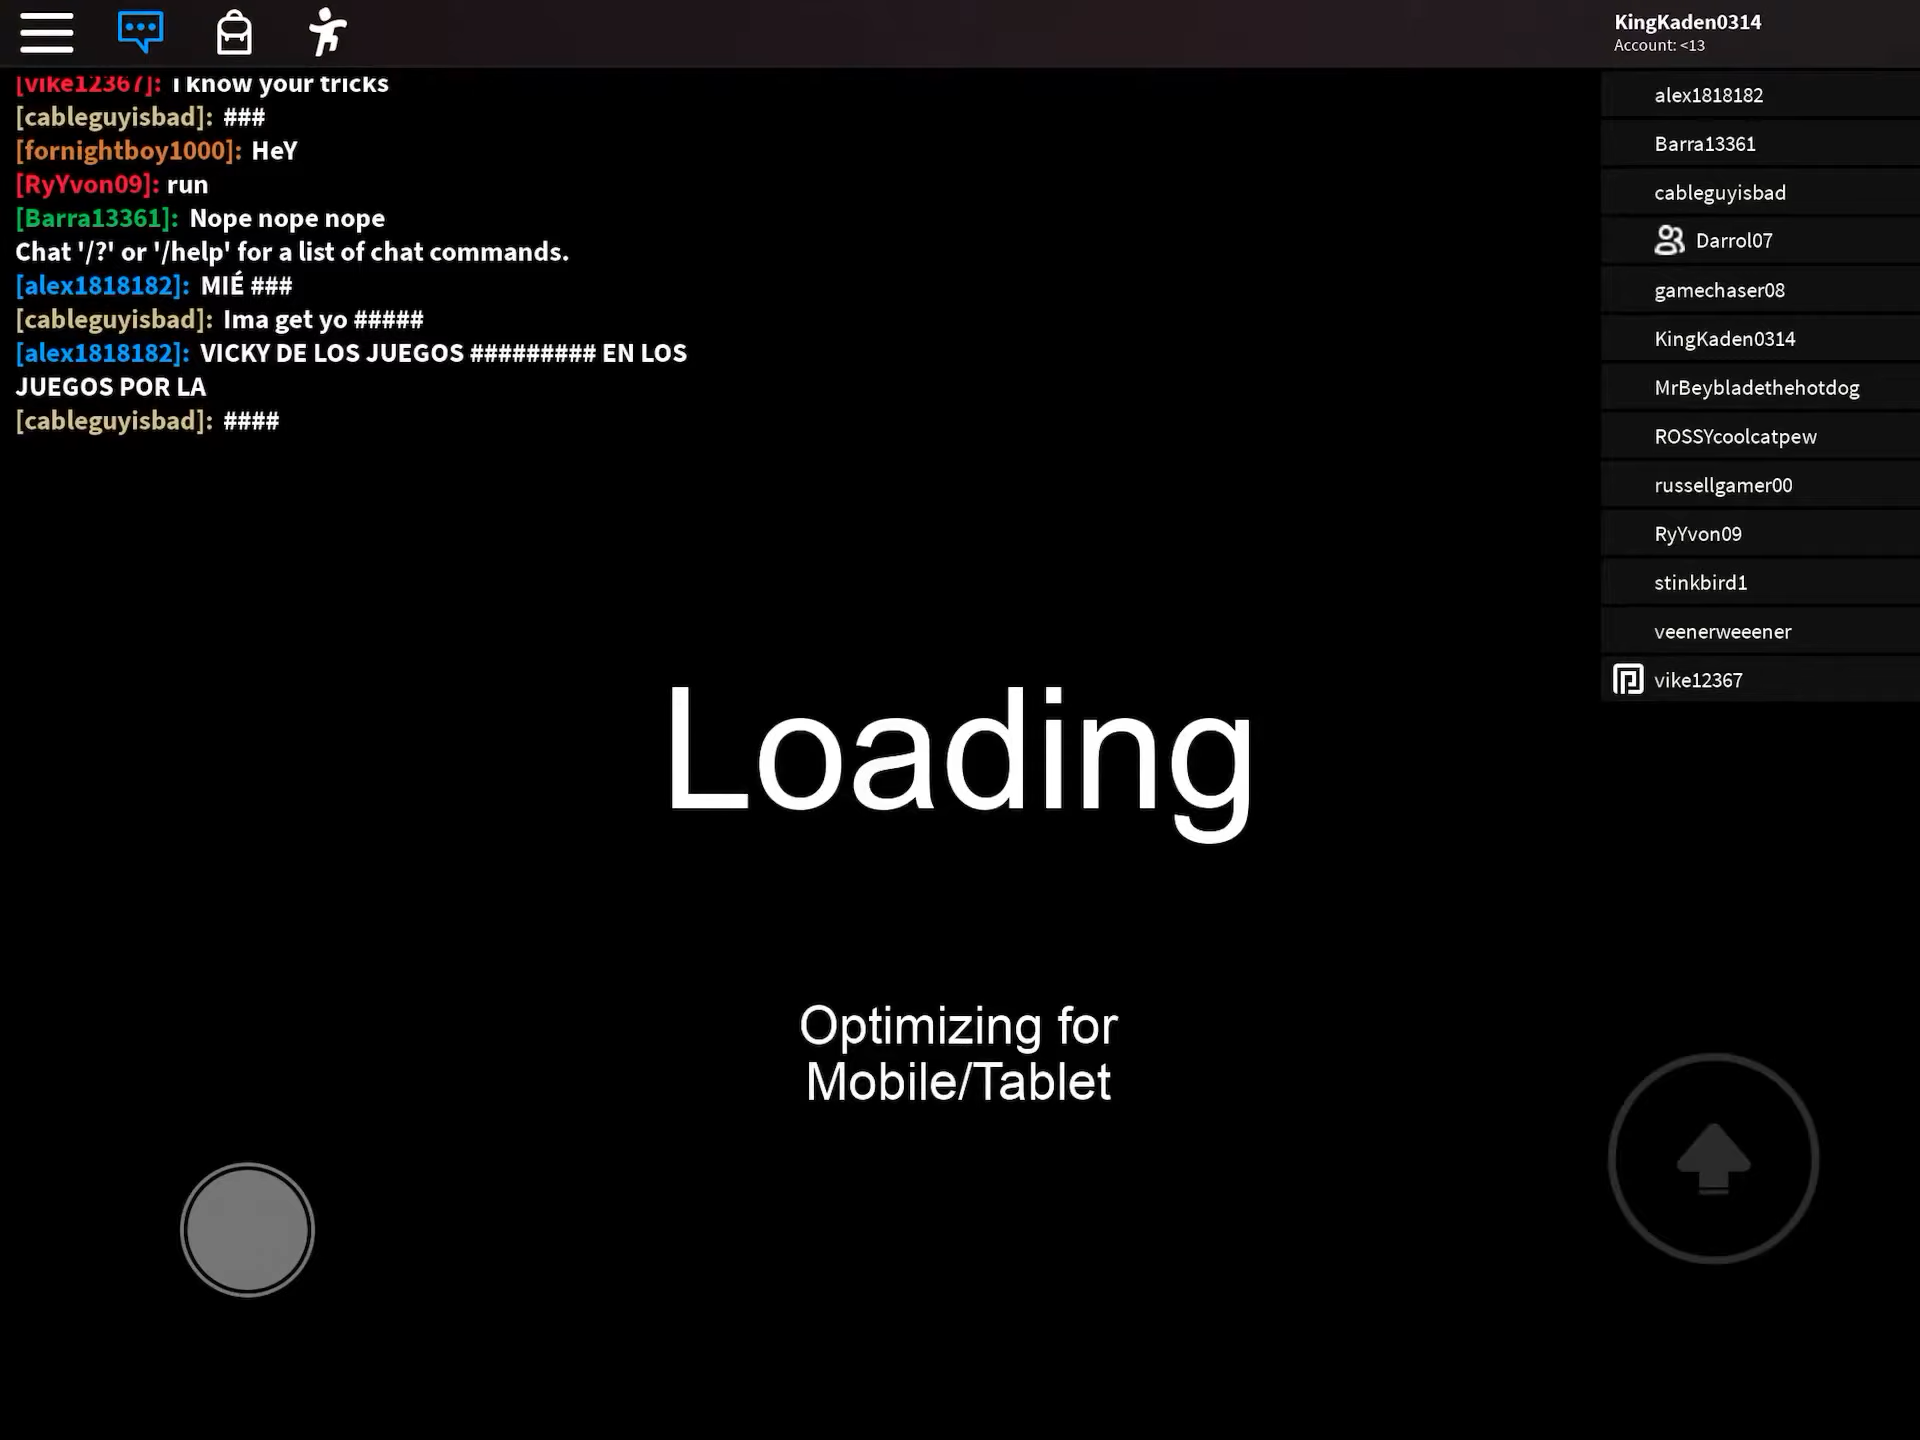 KingKaden0314
Account: <13
[vike12367]: I know your tricks
[cableguyisbad]: ###
[fornightboy1000]: HeY
[RyYvon09]: run
[Barra13361]: Nope nope nope
Chat '/?' or '/help' for a list of chat commands.
[alex1818182]: MIÉ ###
[cableguyisbad]: Ima get yo #####
[alex1818182]: VICKY DE LOS JUEGOS ######### EN LOS
JUEGOS POR LA
[cableguyisbad]: ####
alex1818182
Barra13361
cableguyisbad
Darrol07
gamechaser08
KingKaden0314
MrBeybladethehotdog
ROSSYcoolcatpew
russellgamer00
RyYvon09
stinkbird1
veenerweeener
vike12367
Loading
Optimizing for
Mobile/Tablet